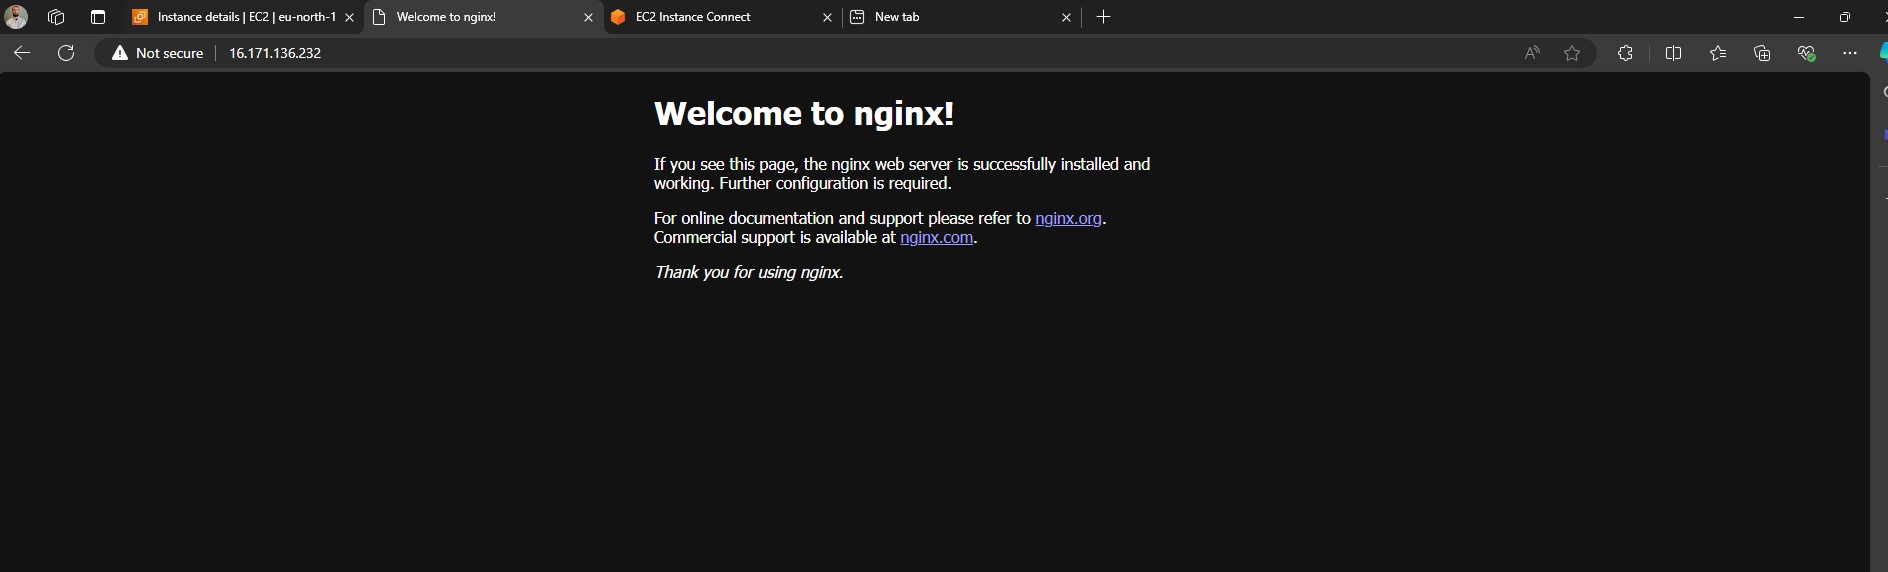 Instance details | EC2 | eu-north-1
Welcome to nginx!
EC2 Instance Connect
New tab
Not secure
16.171.136.232
Welcome to nginx!
If you see this page, the nginx web server is successfully installed and
working. Further configuration is required.
For online documentation and support please refer to nginx.org.
Commercial support is available at nginx.com.
Thank you for using nginx.